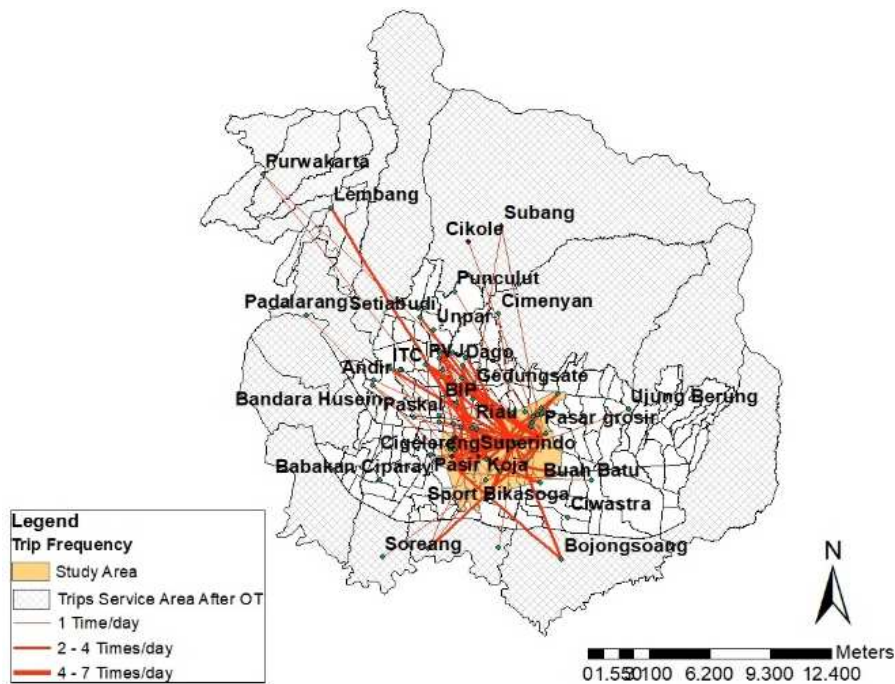 Purwakarta
Lembang
Subang
Cikole
Punculut
Cimenyan
Padalarang
Setiabudi
Unpar
ITC
PVJ
Dago
Andir
Gedungsate
Bandara Husein
BIP
Paskal
Riau
Pasar grosir
Ujung Berung
Cigelereng
Superindo
Babakan Ciparay
Pasir Koja
Buah Batu
Sport Bikasoga
Ciwastra
Soreang
Bojongsoang
Legend
Trip Frequency
Study Area
Trips Service Area After OT
1 Time/day
2 - 4 Times/day
4 - 7 Times/day
N
Meters
0 6.200 9.300 12.400